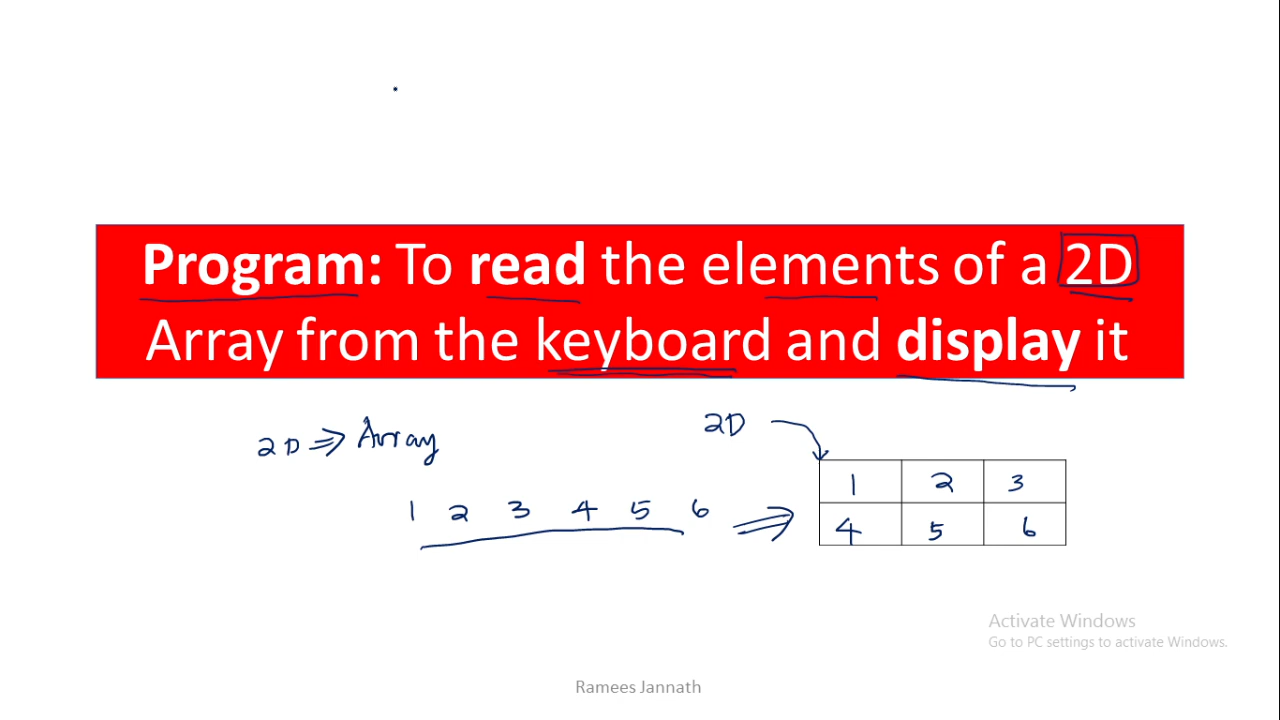 Program: To read the elements of a 2D
Array from the keyboard and display it
2D ⇒ Array
2D
1 2 3 4 5 6 ⇒
1 2 3
4 5 6
Activate Windows
Go to PC settings to activate Windows.
Ramees Jannath